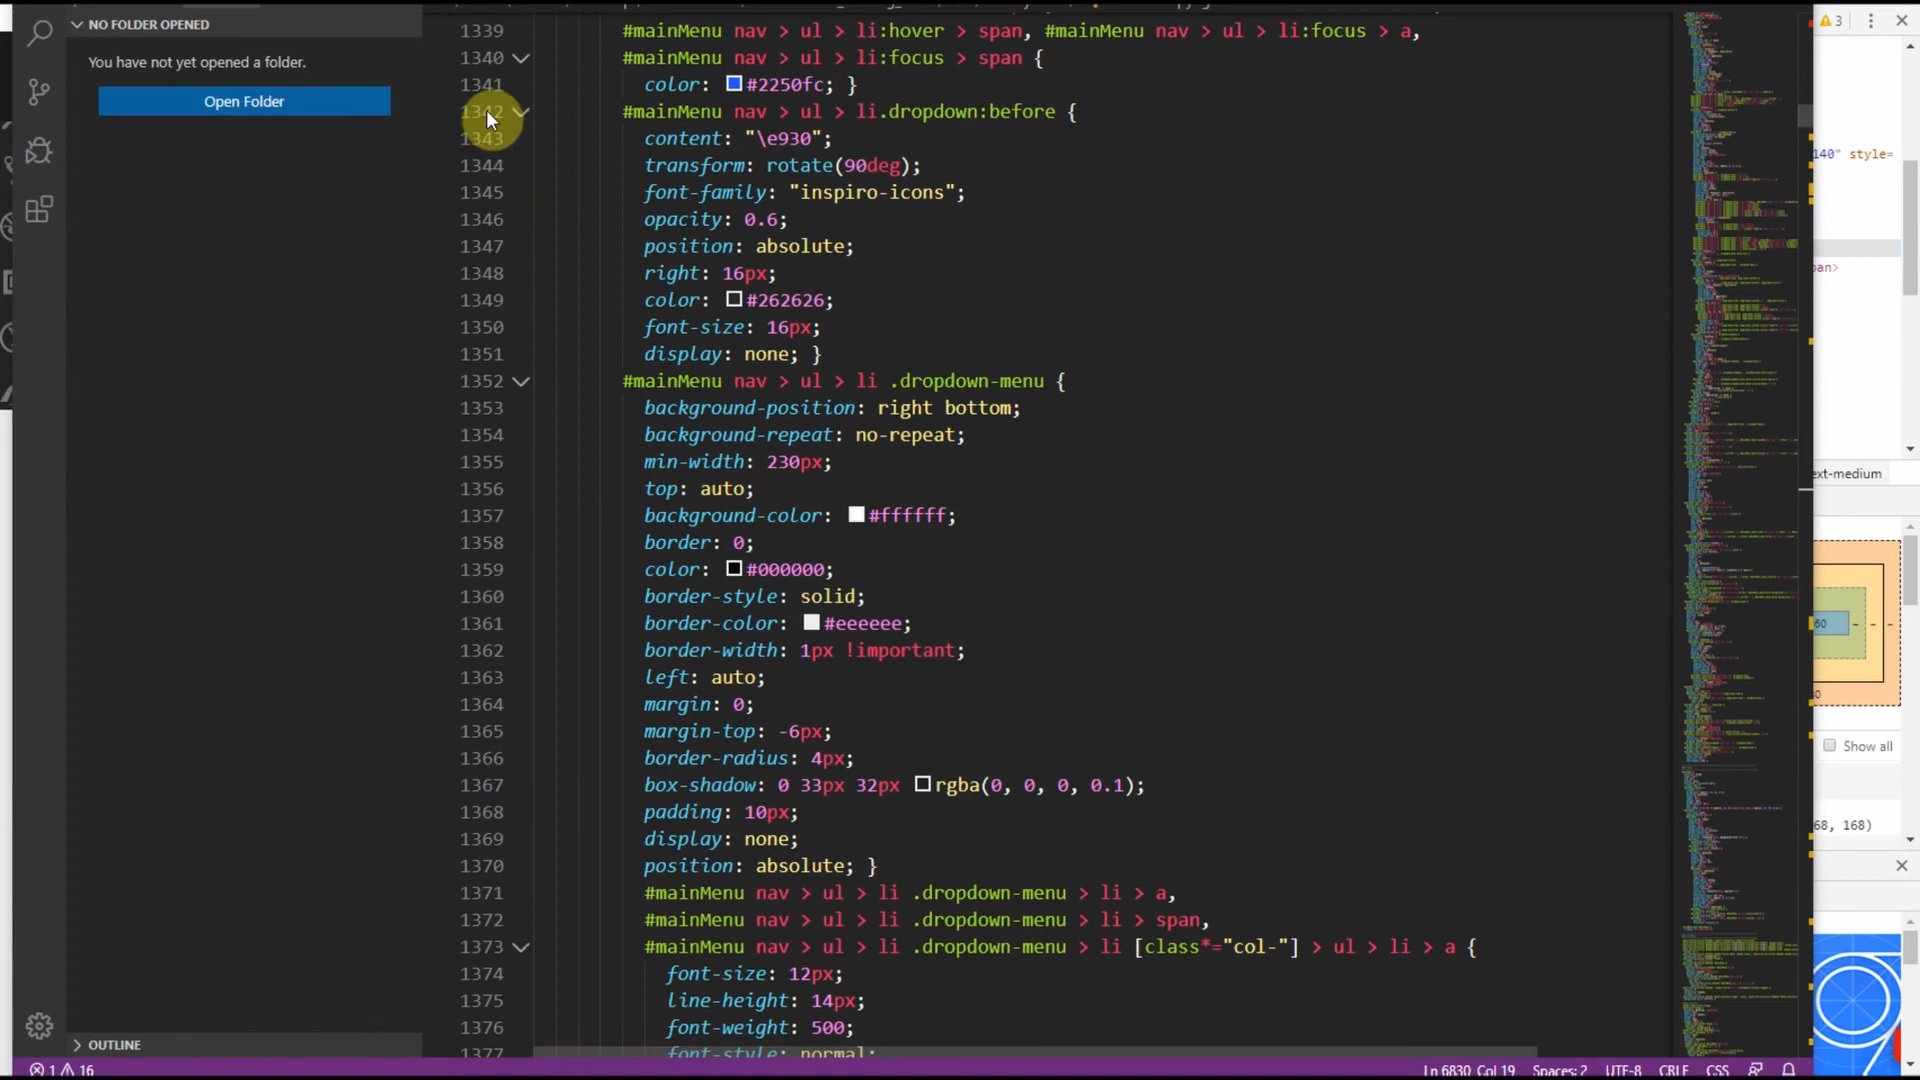 NO FOLDER OPENED
You have not yet opened a folder.
Open Folder
OUTLINE
1339 #mainMenu nav > ul > li:hover > span, #mainMenu nav > ul > li:focus > a,
1340 #mainMenu nav > ul > li:focus > span {
1341 color: #2250fc; }
1342 #mainMenu nav > ul > li.dropdown:before {
1343 content: "\e930";
1344 transform: rotate(90deg);
1345 font-family: "inspiro-icons";
1346 opacity: 0.6;
1347 position: absolute;
1348 right: 16px;
1349 color: #262626;
1350 font-size: 16px;
1351 display: none; }
1352 #mainMenu nav > ul > li .dropdown-menu {
1353 background-position: right bottom;
1354 background-repeat: no-repeat;
1355 min-width: 230px;
1356 top: auto;
1357 background-color: #ffffff;
1358 border: 0;
1359 color: #000000;
1360 border-style: solid;
1361 border-color: #eeeeee;
1362 border-width: 1px !important;
1363 left: auto;
1364 margin: 0;
1365 margin-top: -6px;
1366 border-radius: 4px;
1367 box-shadow: 0 33px 32px rgba(0, 0, 0, 0.1);
1368 padding: 10px;
1369 display: none;
1370 position: absolute; }
1371 #mainMenu nav > ul > li .dropdown-menu > li > a,
1372 #mainMenu nav > ul > li .dropdown-menu > li > span,
1373 #mainMenu nav > ul > li .dropdown-menu > li [class*="col-"] > ul > li > a {
1374 font-size: 12px;
1375 line-height: 14px;
1376 font-weight: 500;
1377 font-style: normal;
3
140" style=
pan>
ext-medium
60
Show all
68, 168)
1 16
Ln 6830 Col 19 Spaces: 2 UTF-8 CRLF CSS